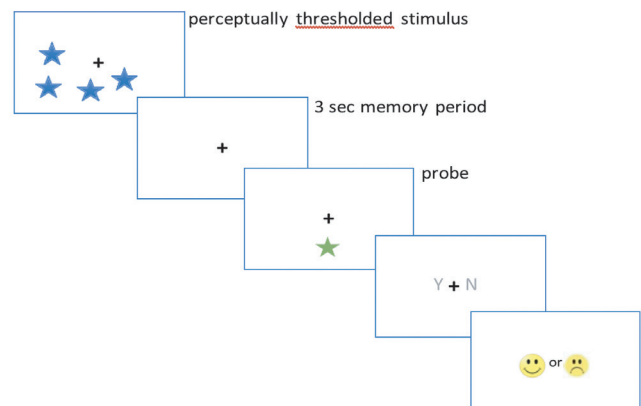 perceptually thresholded stimulus
+
3 sec memory period
+
probe
+
Y + N
or